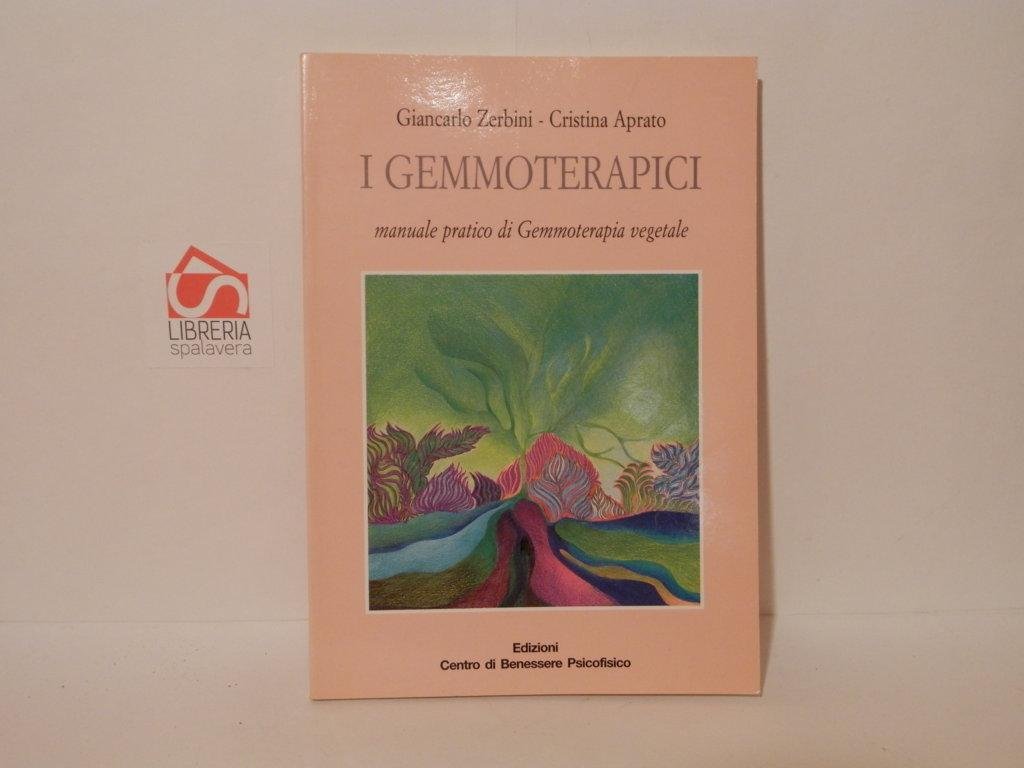 Giancarlo Zerbini - Cristina Aprato
I GEMMOTERAPICI
manuale pratico di Gemmoterapia vegetale
LIBRERIA
spalavera
Edizioni
Centro di Benessere Psicofisico